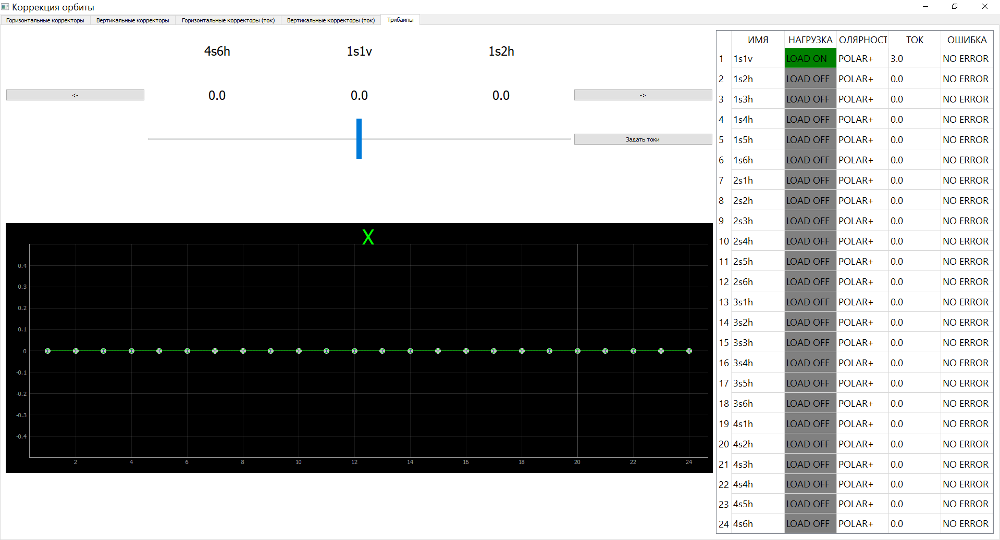 Коррекция орбиты
Горизонтальные корректоры Вертикальные корректоры Горизонтальные корректоры (ток) Вертикальные корректоры (ток) Трибампы
4s6h 1s1v 1s2h
<- 0.0 0.0 0.0 ->
Задать токи
X
0.4
0.3
0.2
0.1
0
-0.1
-0.2
-0.3
-0.4
2 4 6 8 10 12 14 16 18 20 22 24
ИМЯ НАГРУЗКА ОЛЯРНОСТ ТОК ОШИБКА
1 1s1v LOAD ON POLAR+ 3.0 NO ERROR
2 1s2h LOAD OFF POLAR+ 0.0 NO ERROR
3 1s3h LOAD OFF POLAR+ 0.0 NO ERROR
4 1s4h LOAD OFF POLAR+ 0.0 NO ERROR
5 1s5h LOAD OFF POLAR+ 0.0 NO ERROR
6 1s6h LOAD OFF POLAR+ 0.0 NO ERROR
7 2s1h LOAD OFF POLAR+ 0.0 NO ERROR
8 2s2h LOAD OFF POLAR+ 0.0 NO ERROR
9 2s3h LOAD OFF POLAR+ 0.0 NO ERROR
10 2s4h LOAD OFF POLAR+ 0.0 NO ERROR
11 2s5h LOAD OFF POLAR+ 0.0 NO ERROR
12 2s6h LOAD OFF POLAR+ 0.0 NO ERROR
13 3s1h LOAD OFF POLAR+ 0.0 NO ERROR
14 3s2h LOAD OFF POLAR+ 0.0 NO ERROR
15 3s3h LOAD OFF POLAR+ 0.0 NO ERROR
16 3s4h LOAD OFF POLAR+ 0.0 NO ERROR
17 3s5h LOAD OFF POLAR+ 0.0 NO ERROR
18 3s6h LOAD OFF POLAR+ 0.0 NO ERROR
19 4s1h LOAD OFF POLAR+ 0.0 NO ERROR
20 4s2h LOAD OFF POLAR+ 0.0 NO ERROR
21 4s3h LOAD OFF POLAR+ 0.0 NO ERROR
22 4s4h LOAD OFF POLAR+ 0.0 NO ERROR
23 4s5h LOAD OFF POLAR+ 0.0 NO ERROR
24 4s6h LOAD OFF POLAR+ 0.0 NO ERROR